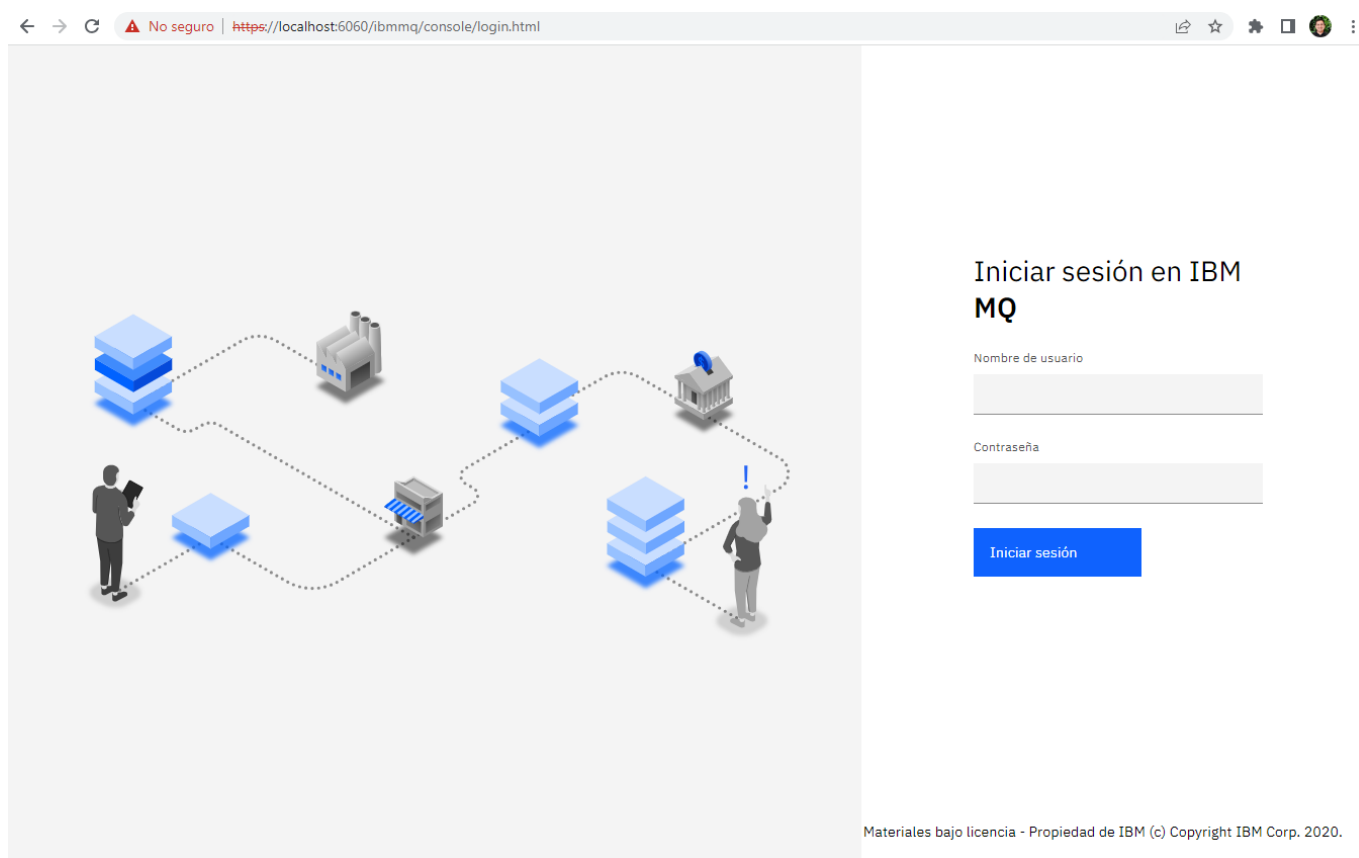 No seguro | https://localhost:6060/ibmmq/console/login.html
Iniciar sesión en IBM
MQ
Nombre de usuario
Contraseña
Iniciar sesión
Materiales bajo licencia - Propiedad de IBM (c) Copyright IBM Corp. 2020.